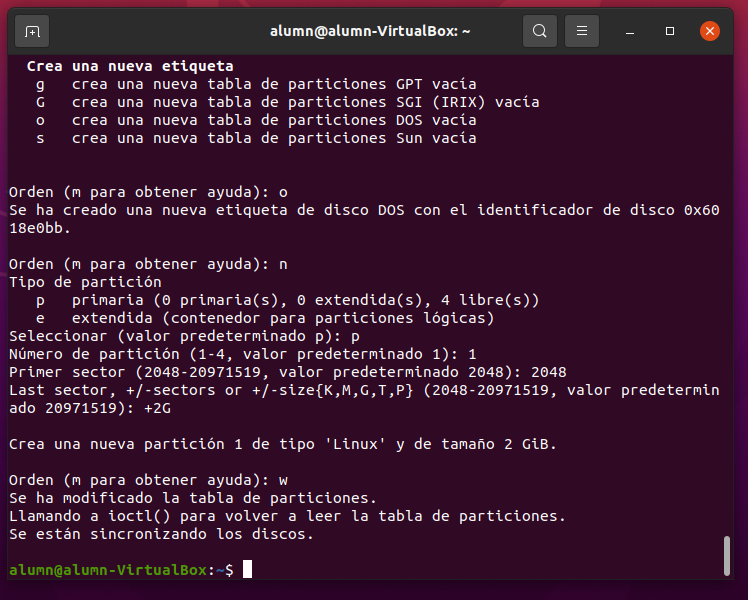 alumn@alumn-VirtualBox: ~
Crea una nueva etiqueta
g   crea una nueva tabla de particiones GPT vacía
G   crea una nueva tabla de particiones SGI (IRIX) vacía
o   crea una nueva tabla de particiones DOS vacía
s   crea una nueva tabla de particiones Sun vacía
Orden (m para obtener ayuda): o
Se ha creado una nueva etiqueta de disco DOS con el identificador de disco 0x60
18e0bb.
Orden (m para obtener ayuda): n
Tipo de partición
p   primaria (0 primaria(s), 0 extendida(s), 4 libre(s))
e   extendida (contenedor para particiones lógicas)
Seleccionar (valor predeterminado p): p
Número de partición (1-4, valor predeterminado 1): 1
Primer sector (2048-20971519, valor predeterminado 2048): 2048
Last sector, +/-sectors or +/-size{K,M,G,T,P} (2048-20971519, valor predetermin
ado 20971519): +2G
Crea una nueva partición 1 de tipo 'Linux' y de tamaño 2 GiB.
Orden (m para obtener ayuda): w
Se ha modificado la tabla de particiones.
Llamando a ioctl() para volver a leer la tabla de particiones.
Se están sincronizando los discos.
alumn@alumn-VirtualBox:~$